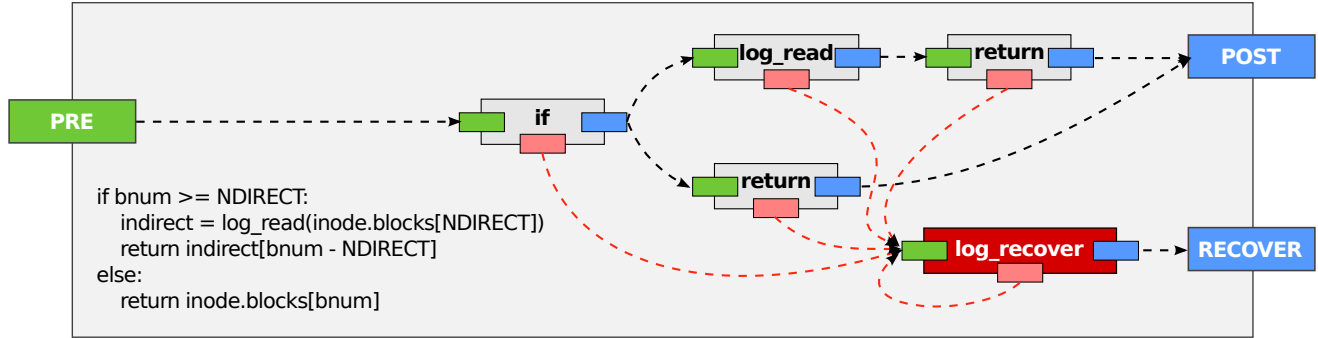 log_read
return
POST
PRE
if
return
if bnum >= NDIRECT:
indirect = log_read(inode.blocks[NDIRECT])
return indirect[bnum - NDIRECT]
else:
return inode.blocks[bnum]
log_recover
RECOVER